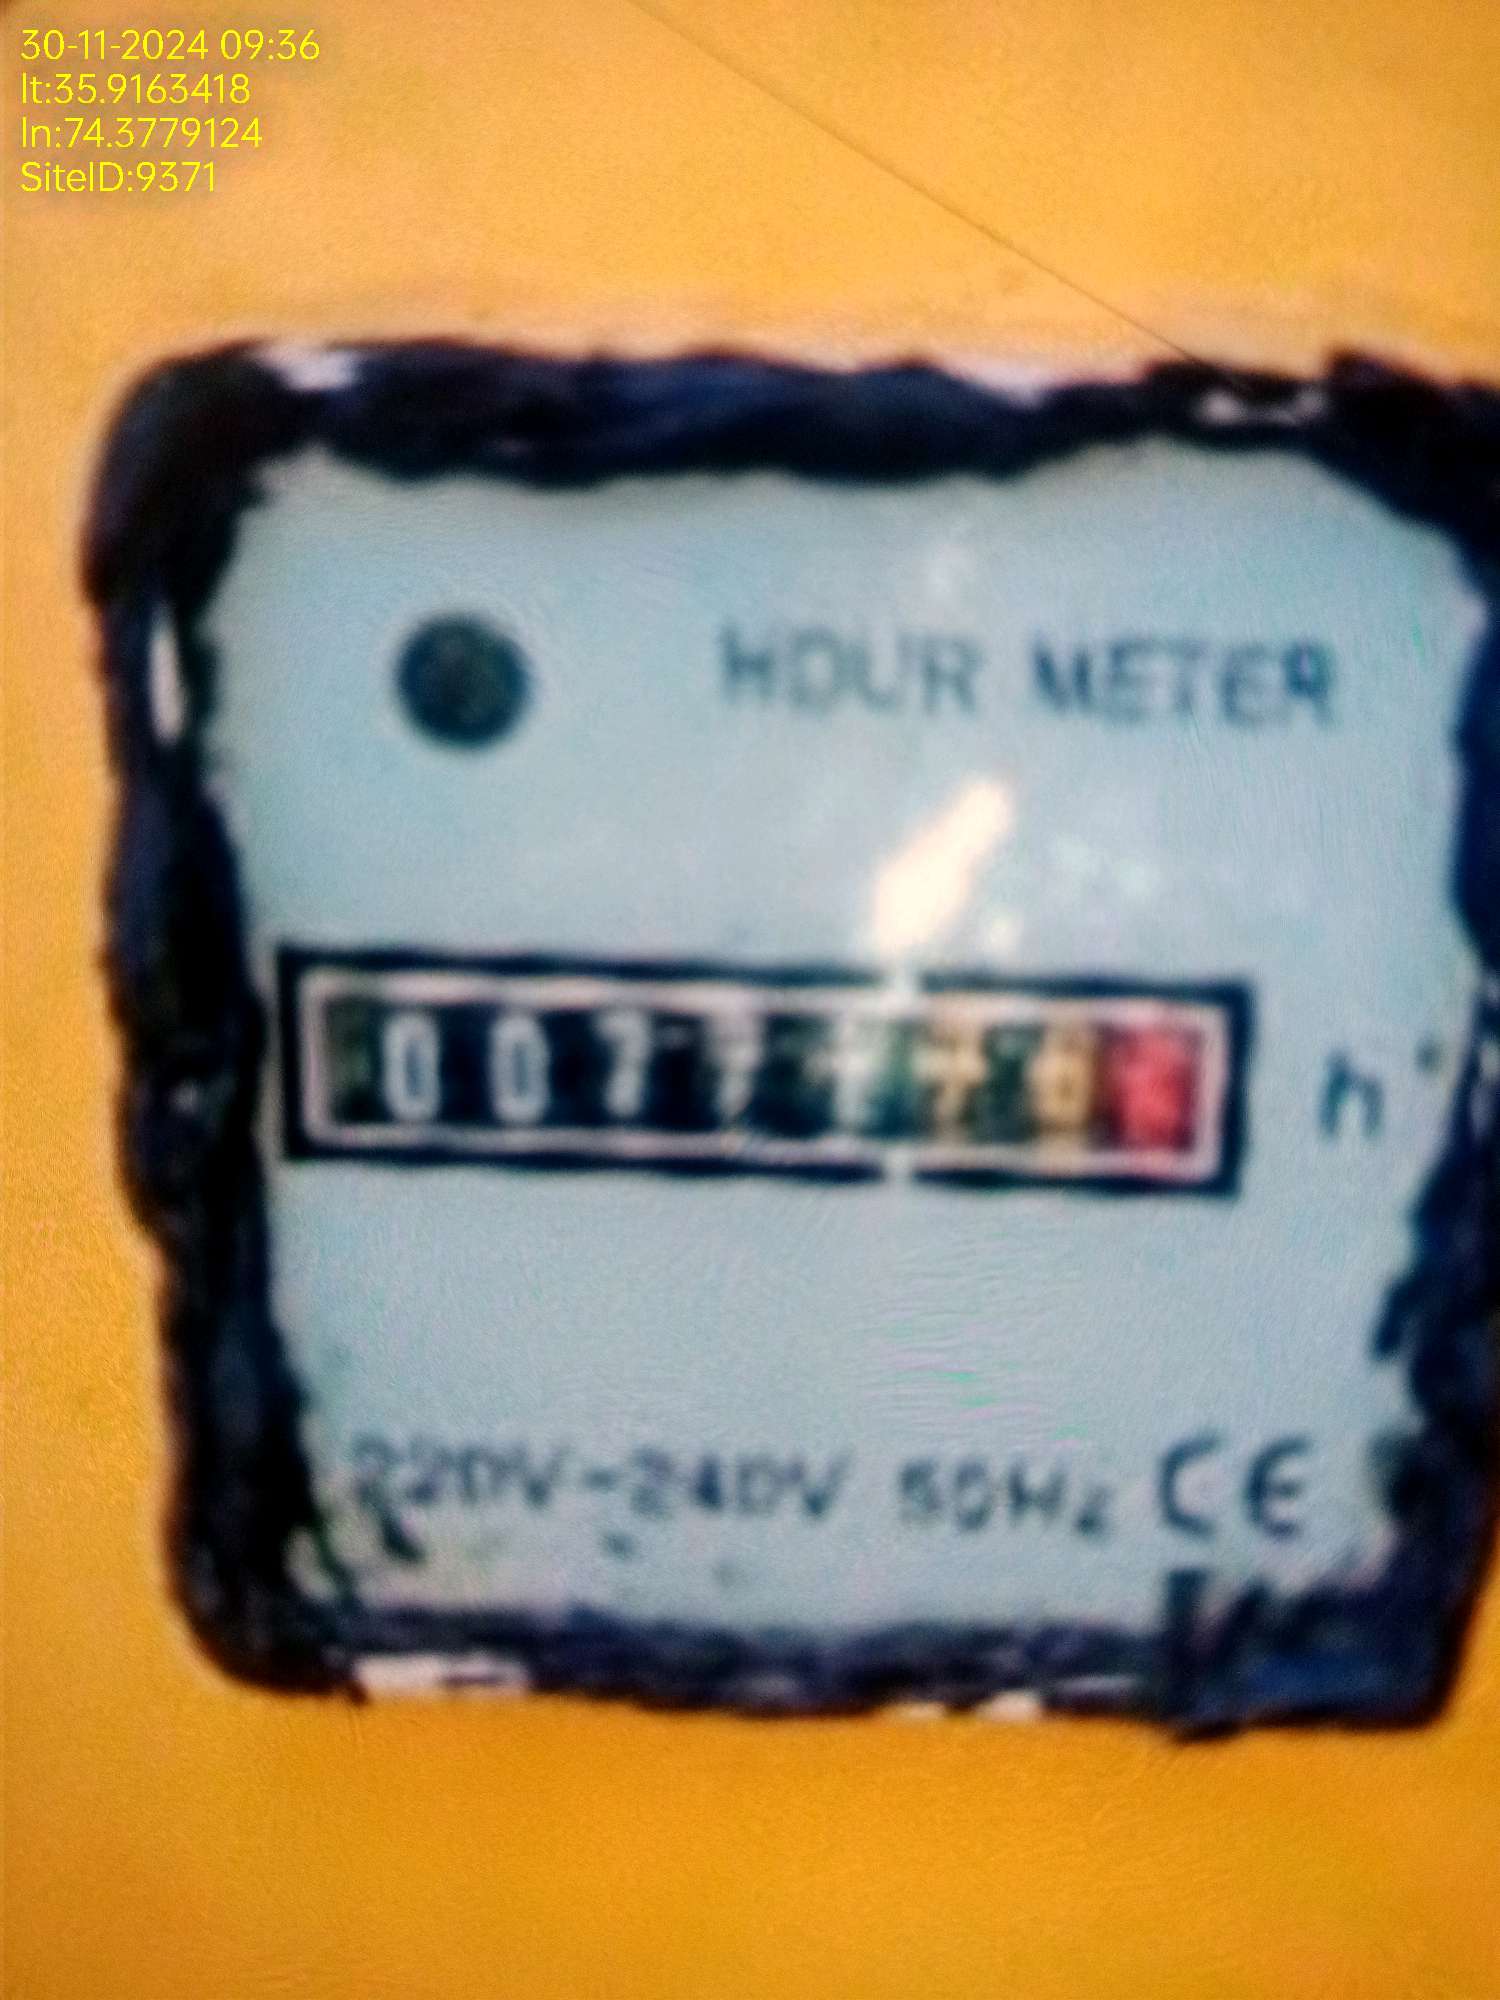 30-11-2024 09:36
lt:35.9163418
ln:74.3779124
SiteID:9371
HOUR METER
h
220V-240V 50Hz CE